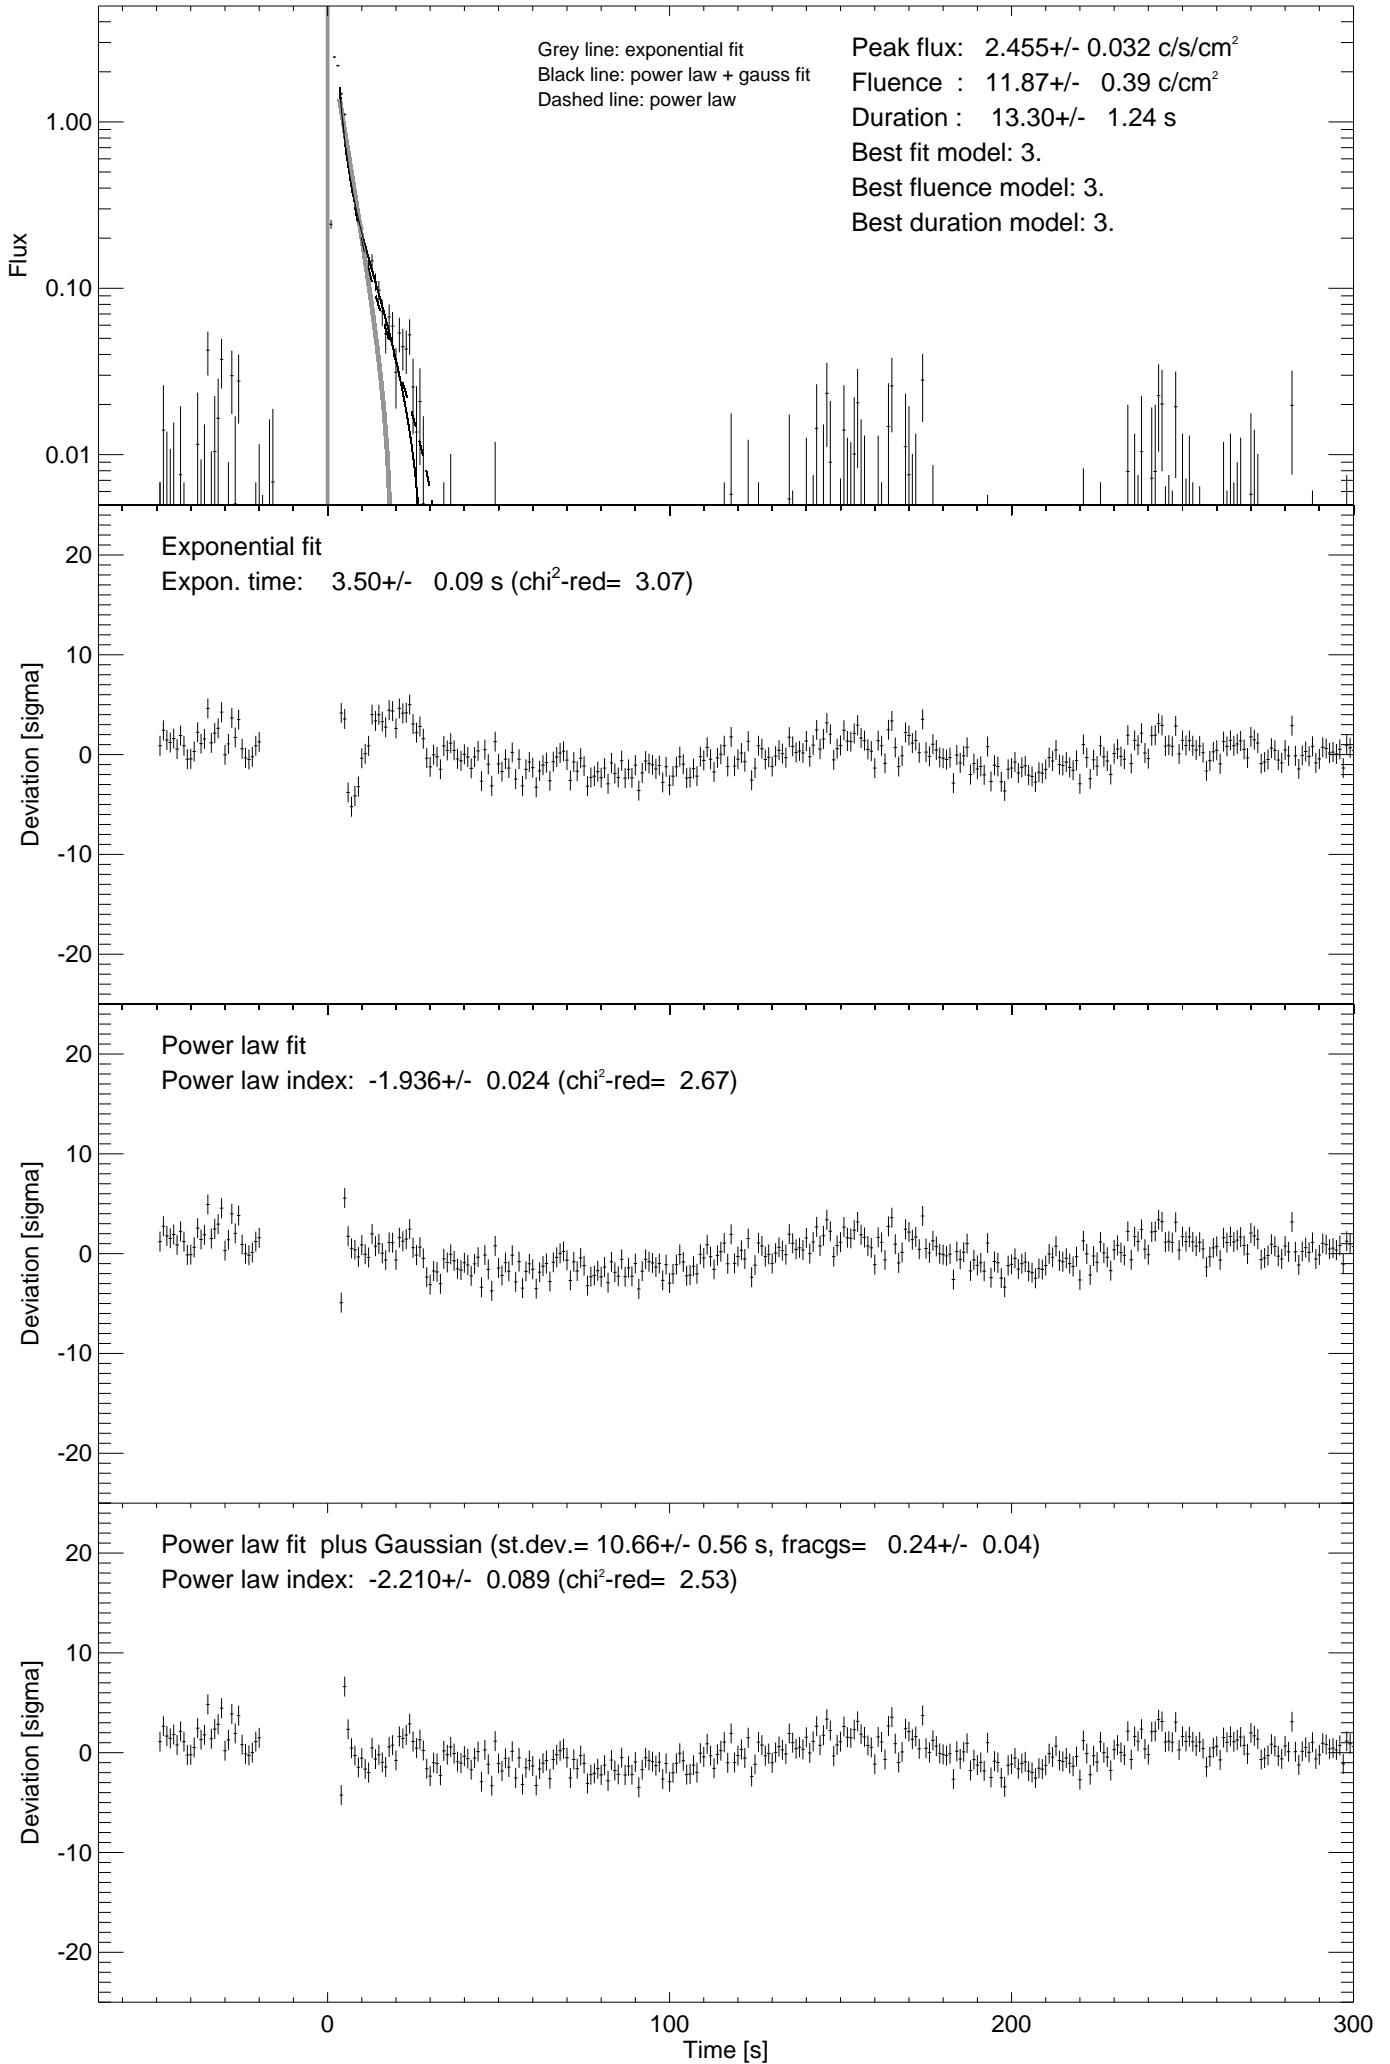 Grey line: exponential fit
Black line: power law + gauss fit
Dashed line: power law
Peak flux: 2.455+/- 0.032 c/s/cm²
Fluence : 11.87+/- 0.39 c/cm²
Duration : 13.30+/- 1.24 s
Best fit model: 3.
Best fluence model: 3.
Best duration model: 3.
Flux
1.00
0.10
0.01
Exponential fit
Expon. time: 3.50+/- 0.09 s (chi²-red= 3.07)
Deviation [sigma]
20
10
0
-10
-20
Power law fit
Power law index: -1.936+/- 0.024 (chi²-red= 2.67)
Deviation [sigma]
20
10
0
-10
-20
Power law fit plus Gaussian (st.dev.= 10.66+/- 0.56 s, fracgs= 0.24+/- 0.04)
Power law index: -2.210+/- 0.089 (chi²-red= 2.53)
Deviation [sigma]
20
10
0
-10
-20
0 100 200 300
Time [s]